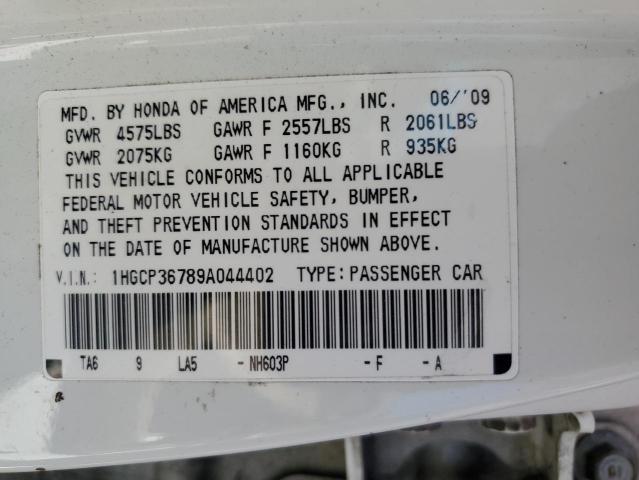 MFD. BY HONDA OF AMERICA MFG., INC. 06/'09
GVWR 4575LBS GAWR F 2557LBS R 2061LBS
GVWR 2075KG GAWR F 1160KG R 935KG
THIS VEHICLE CONFORMS TO ALL APPLICABLE
FEDERAL MOTOR VEHICLE SAFETY, BUMPER,
AND THEFT PREVENTION STANDARDS IN EFFECT
ON THE DATE OF MANUFACTURE SHOWN ABOVE.
V.I.N.: 1HGCP36789A044402 TYPE: PASSENGER CAR
TA6 9 LA5 - NH603P - F - A